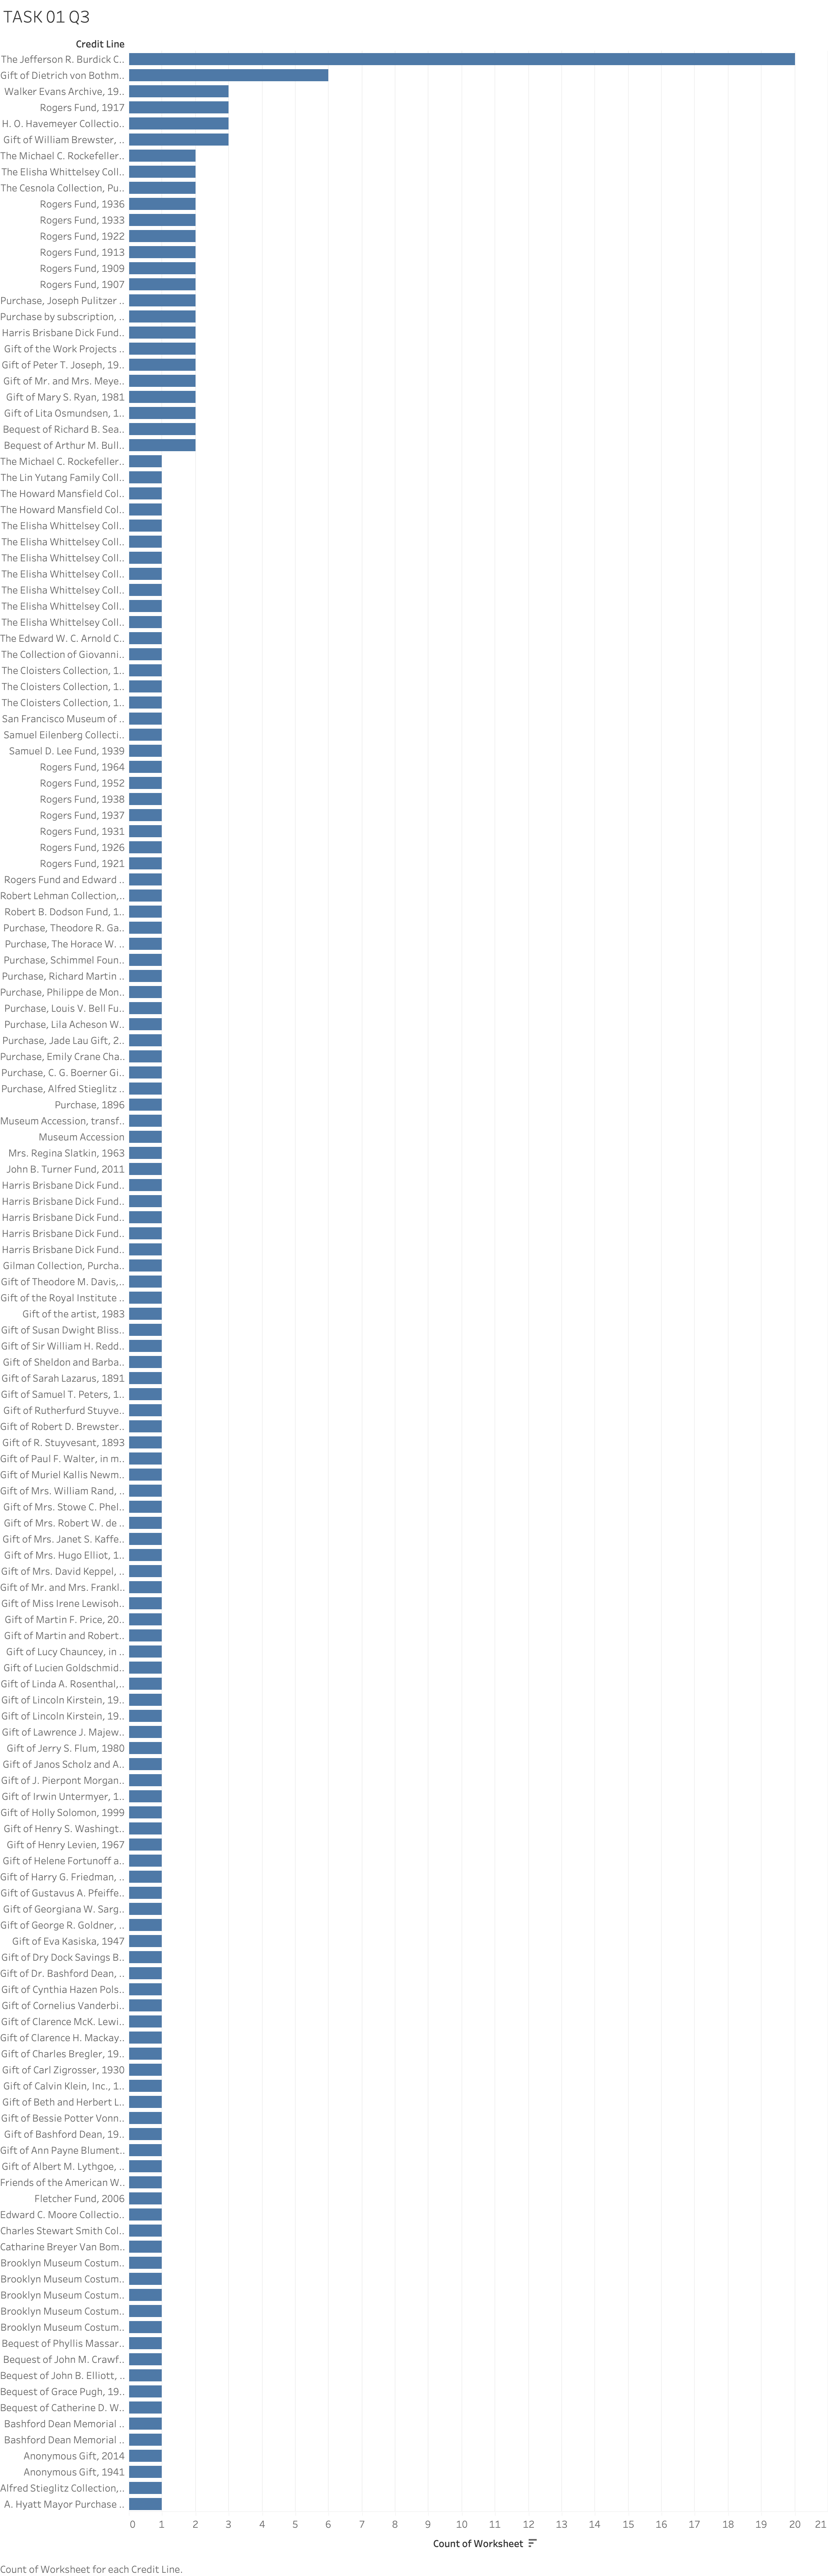 TASK 01 Q3
Credit Line
The Jefferson R. Burdick C..
Gift of Dietrich von Bothm..
Walker Evans Archive, 19..
Rogers Fund, 1917
H. O. Havemeyer Collectio..
Gift of William Brewster, ..
The Michael C. Rockefeller..
The Elisha Whittelsey Coll..
The Cesnola Collection, Pu..
Rogers Fund, 1936
Rogers Fund, 1933
Rogers Fund, 1922
Rogers Fund, 1913
Rogers Fund, 1909
Rogers Fund, 1907
Purchase, Joseph Pulitzer ..
Purchase by subscription, ..
Harris Brisbane Dick Fund..
Gift of the Work Projects ..
Gift of Peter T. Joseph, 19..
Gift of Mr. and Mrs. Meye..
Gift of Mary S. Ryan, 1981
Gift of Lita Osmundsen, 1..
Bequest of Richard B. Sea..
Bequest of Arthur M. Bull..
The Michael C. Rockefeller..
The Lin Yutang Family Coll..
The Howard Mansfield Col..
The Howard Mansfield Col..
The Elisha Whittelsey Coll..
The Elisha Whittelsey Coll..
The Elisha Whittelsey Coll..
The Elisha Whittelsey Coll..
The Elisha Whittelsey Coll..
The Elisha Whittelsey Coll..
The Elisha Whittelsey Coll..
The Edward W. C. Arnold C..
The Collection of Giovanni..
The Cloisters Collection, 1..
The Cloisters Collection, 1..
The Cloisters Collection, 1..
San Francisco Museum of ..
Samuel Eilenberg Collecti..
Samuel D. Lee Fund, 1939
Rogers Fund, 1964
Rogers Fund, 1952
Rogers Fund, 1938
Rogers Fund, 1937
Rogers Fund, 1931
Rogers Fund, 1926
Rogers Fund, 1921
Rogers Fund and Edward ..
Robert Lehman Collection,..
Robert B. Dodson Fund, 1..
Purchase, Theodore R. Ga..
Purchase, The Horace W. ..
Purchase, Schimmel Foun..
Purchase, Richard Martin ..
Purchase, Philippe de Mon..
Purchase, Louis V. Bell Fu..
Purchase, Lila Acheson W..
Purchase, Jade Lau Gift, 2..
Purchase, Emily Crane Cha..
Purchase, C. G. Boerner Gi..
Purchase, Alfred Stieglitz ..
Purchase, 1896
Museum Accession, transf..
Museum Accession
Mrs. Regina Slatkin, 1963
John B. Turner Fund, 2011
Harris Brisbane Dick Fund..
Harris Brisbane Dick Fund..
Harris Brisbane Dick Fund..
Harris Brisbane Dick Fund..
Harris Brisbane Dick Fund..
Gilman Collection, Purcha..
Gift of Theodore M. Davis,..
Gift of the Royal Institute ..
Gift of the artist, 1983
Gift of Susan Dwight Bliss..
Gift of Sir William H. Redd..
Gift of Sheldon and Barba..
Gift of Sarah Lazarus, 1891
Gift of Samuel T. Peters, 1..
Gift of Rutherfurd Stuyve..
Gift of Robert D. Brewster..
Gift of R. Stuyvesant, 1893
Gift of Paul F. Walter, in m..
Gift of Muriel Kallis Newm..
Gift of Mrs. William Rand, ..
Gift of Mrs. Stowe C. Phel..
Gift of Mrs. Robert W. de ..
Gift of Mrs. Janet S. Kaffe..
Gift of Mrs. Hugo Elliot, 1..
Gift of Mrs. David Keppel, ..
Gift of Mr. and Mrs. Frankl..
Gift of Miss Irene Lewisoh..
Gift of Martin F. Price, 20..
Gift of Martin and Robert..
Gift of Lucy Chauncey, in ..
Gift of Lucien Goldschmid..
Gift of Linda A. Rosenthal,..
Gift of Lincoln Kirstein, 19..
Gift of Lincoln Kirstein, 19..
Gift of Lawrence J. Majew..
Gift of Jerry S. Flum, 1980
Gift of Janos Scholz and A..
Gift of J. Pierpont Morgan..
Gift of Irwin Untermyer, 1..
Gift of Holly Solomon, 1999
Gift of Henry S. Washingt..
Gift of Henry Levien, 1967
Gift of Helene Fortunoff a..
Gift of Harry G. Friedman, ..
Gift of Gustavus A. Pfeiffe..
Gift of Georgiana W. Sarg..
Gift of George R. Goldner, ..
Gift of Eva Kasiska, 1947
Gift of Dry Dock Savings B..
Gift of Dr. Bashford Dean, ..
Gift of Cynthia Hazen Pols..
Gift of Cornelius Vanderbi..
Gift of Clarence McK. Lewi..
Gift of Clarence H. Mackay..
Gift of Charles Bregler, 19..
Gift of Carl Zigrosser, 1930
Gift of Calvin Klein, Inc., 1..
Gift of Beth and Herbert L..
Gift of Bessie Potter Vonn..
Gift of Bashford Dean, 19..
Gift of Ann Payne Blument..
Gift of Albert M. Lythgoe, ..
Friends of the American W..
Fletcher Fund, 2006
Edward C. Moore Collectio..
Charles Stewart Smith Col..
Catharine Breyer Van Bom..
Brooklyn Museum Costum..
Brooklyn Museum Costum..
Brooklyn Museum Costum..
Brooklyn Museum Costum..
Brooklyn Museum Costum..
Bequest of Phyllis Massar..
Bequest of John M. Crawf..
Bequest of John B. Elliott, ..
Bequest of Grace Pugh, 19..
Bequest of Catherine D. W..
Bashford Dean Memorial ..
Bashford Dean Memorial ..
Anonymous Gift, 2014
Anonymous Gift, 1941
Alfred Stieglitz Collection,..
A. Hyatt Mayor Purchase ..
0 1 2 3 4 5 6 7 8 9 10 11 12 13 14 15 16 17 18 19 20 21
Count of Worksheet
Count of Worksheet for each Credit Line.